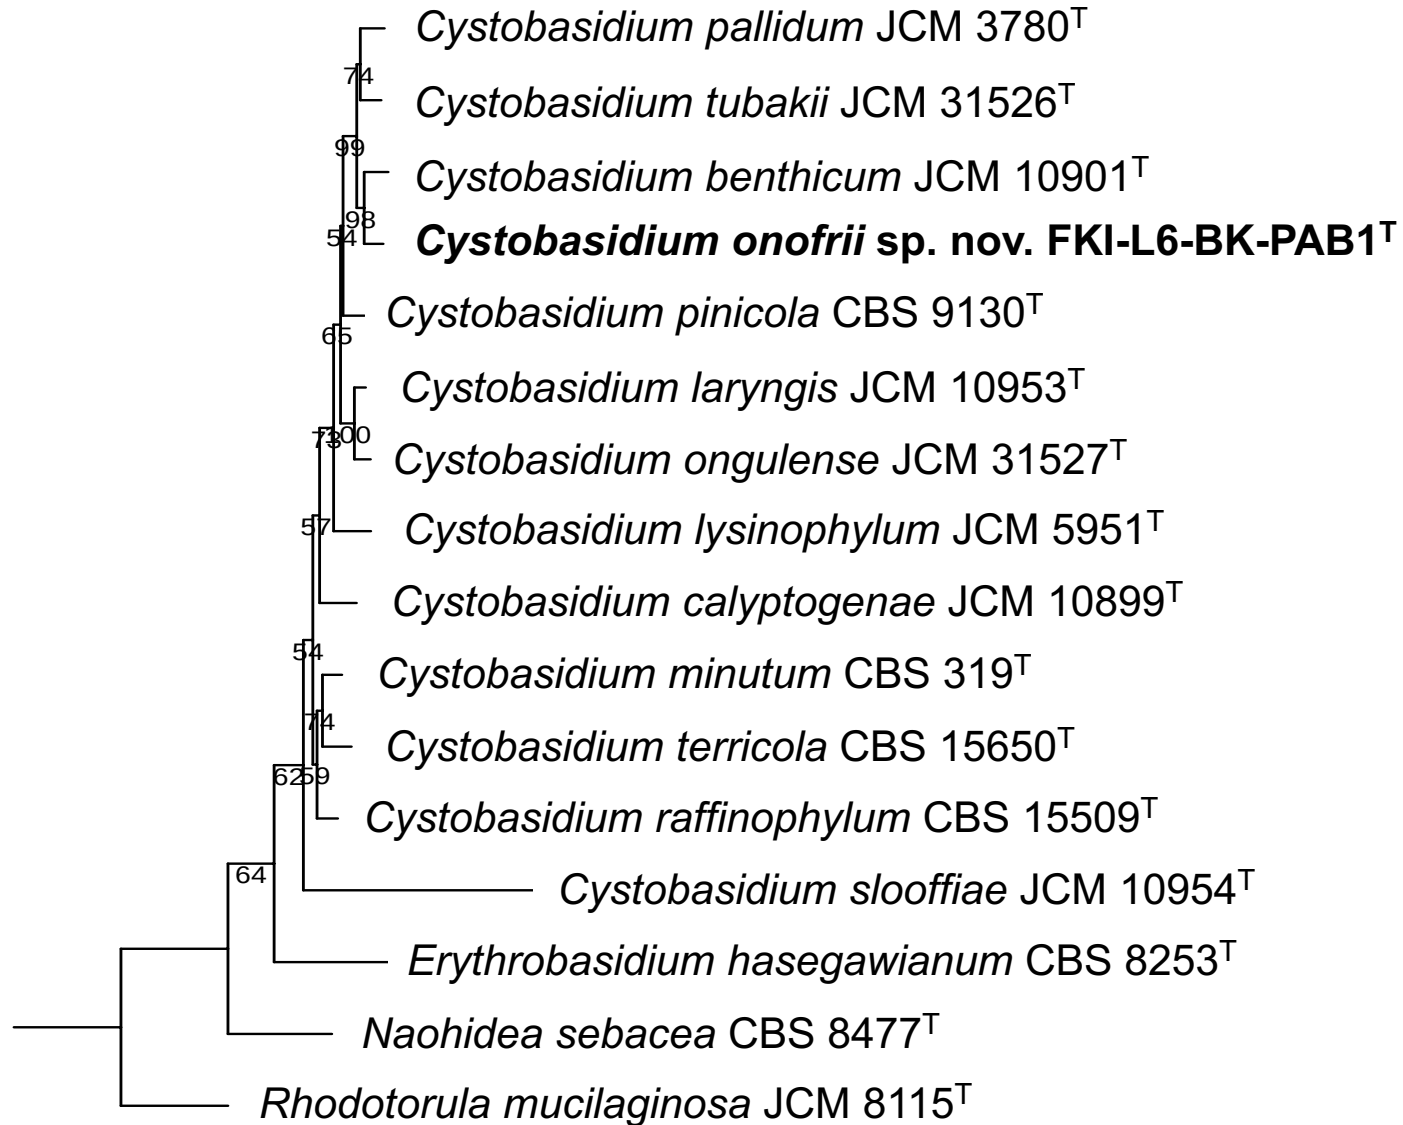 Cystobasidium pallidum JCM 3780ᵀ
74
Cystobasidium tubakii JCM 31526ᵀ
99
Cystobasidium benthicum JCM 10901ᵀ
98
54
Cystobasidium onofrii sp. nov. FKI-L6-BK-PAB1ᵀ
Cystobasidium pinicola CBS 9130ᵀ
65
Cystobasidium laryngis JCM 10953ᵀ
73 100
Cystobasidium ongulense JCM 31527ᵀ
57
Cystobasidium lysinophylum JCM 5951ᵀ
Cystobasidium calyptogenae JCM 10899ᵀ
54
Cystobasidium minutum CBS 319ᵀ
74
Cystobasidium terricola CBS 15650ᵀ
62 59
Cystobasidium raffinophylum CBS 15509ᵀ
64
Cystobasidium slooffiae JCM 10954ᵀ
Erythrobasidium hasegawianum CBS 8253ᵀ
Naohidea sebacea CBS 8477ᵀ
Rhodotorula mucilaginosa JCM 8115ᵀ